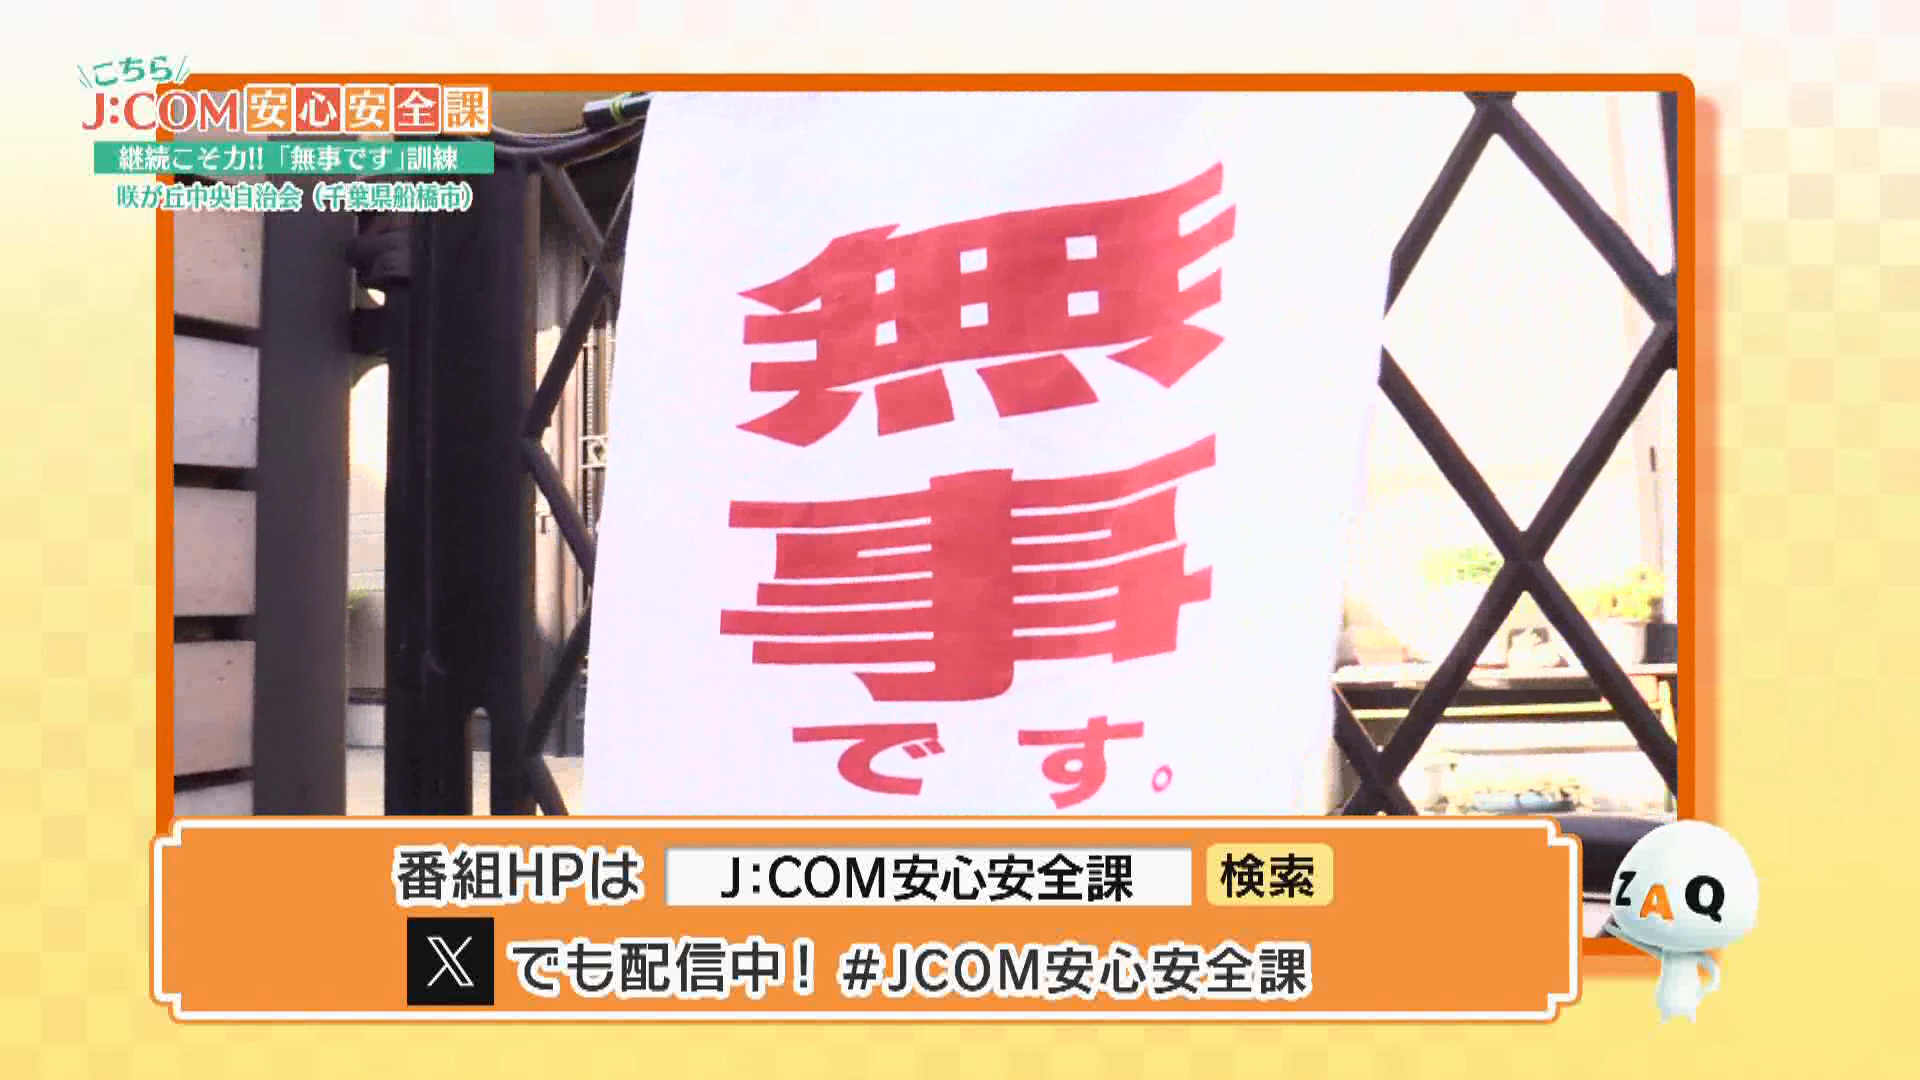 こちら
J:COM安心安全課
継続こそ力!!「無事です」訓練
咲が丘中央自治会（千葉県船橋市）
無
事
です。
番組HPは J:COM安心安全課 検索
X でも配信中！ #JCOM安心安全課
ZAQ